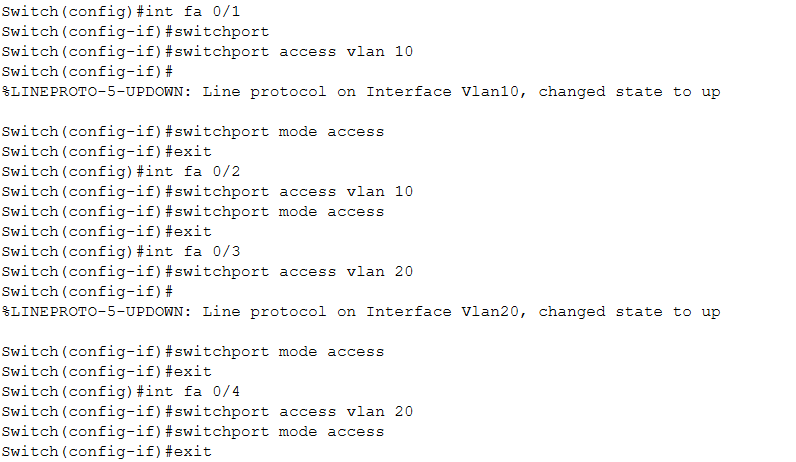 Switch(config)#int fa 0/1
Switch(config-if)#switchport
Switch(config-if)#switchport access vlan 10
Switch(config-if)#
%LINEPROTO-5-UPDOWN: Line protocol on Interface Vlan10, changed state to up
Switch(config-if)#switchport mode access
Switch(config-if)#exit
Switch(config)#int fa 0/2
Switch(config-if)#switchport access vlan 10
Switch(config-if)#switchport mode access
Switch(config-if)#exit
Switch(config)#int fa 0/3
Switch(config-if)#switchport access vlan 20
Switch(config-if)#
%LINEPROTO-5-UPDOWN: Line protocol on Interface Vlan20, changed state to up
Switch(config-if)#switchport mode access
Switch(config-if)#exit
Switch(config)#int fa 0/4
Switch(config-if)#switchport access vlan 20
Switch(config-if)#switchport mode access
Switch(config-if)#exit